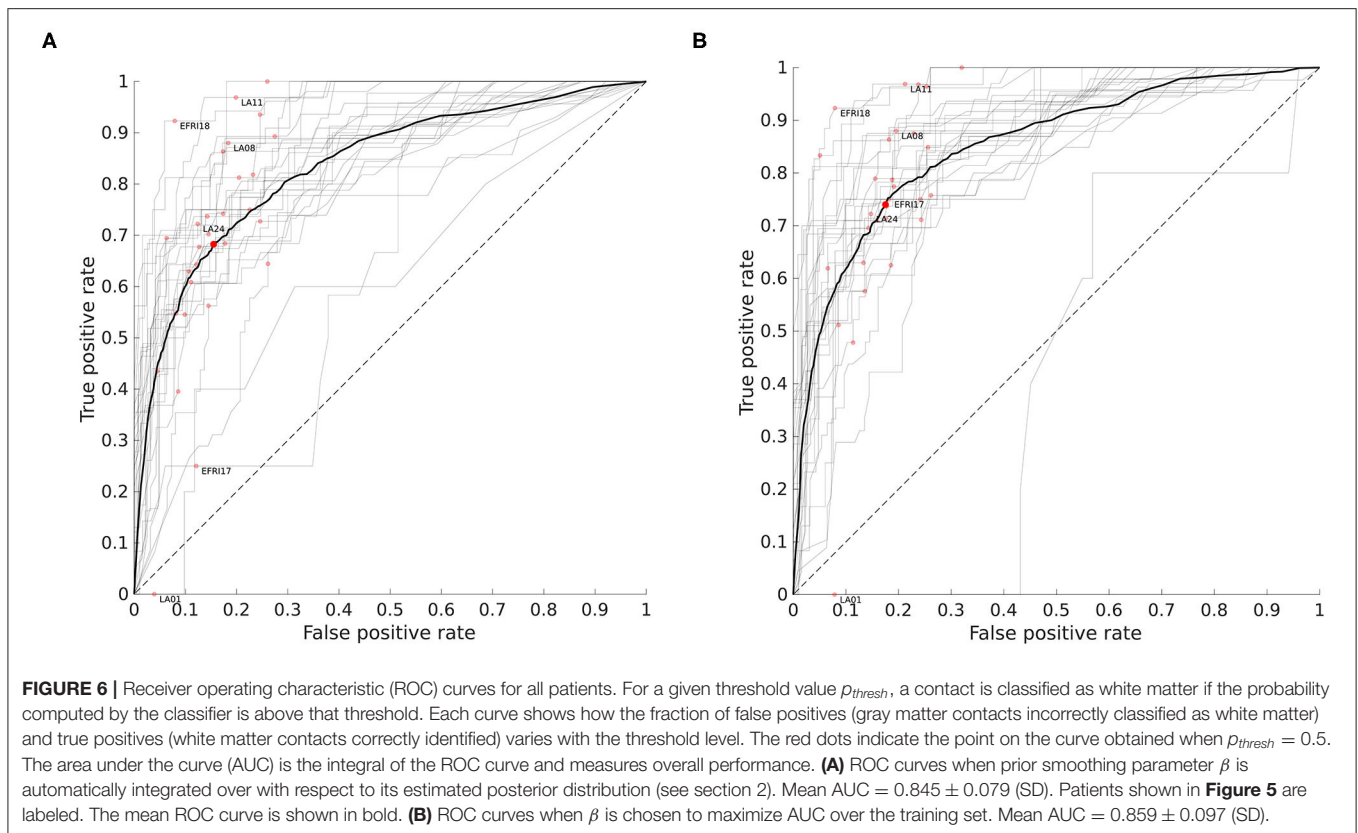 A
B
1
0.9
0.8
0.7
0.6
0.5
0.4
0.3
0.2
0.1
0
True positive rate
LA11
EFRI18
LA08
LA24
EFRI17
LA01
0 0.1 0.2 0.3 0.4 0.5 0.6 0.7 0.8 0.9 1
False positive rate
1
0.9
0.8
0.7
0.6
0.5
0.4
0.3
0.2
0.1
0
True positive rate
LA11
EFRI18
LA08
EFRI17
LA24
LA01
0 0.1 0.2 0.3 0.4 0.5 0.6 0.7 0.8 0.9 1
False positive rate
FIGURE 6 | Receiver operating characteristic (ROC) curves for all patients. For a given threshold value pthresh, a contact is classified as white matter if the probability
computed by the classifier is above that threshold. Each curve shows how the fraction of false positives (gray matter contacts incorrectly classified as white matter)
and true positives (white matter contacts correctly identified) varies with the threshold level. The red dots indicate the point on the curve obtained when pthresh = 0.5.
The area under the curve (AUC) is the integral of the ROC curve and measures overall performance. (A) ROC curves when prior smoothing parameter β is
automatically integrated over with respect to its estimated posterior distribution (see section 2). Mean AUC = 0.845 ± 0.079 (SD). Patients shown in Figure 5 are
labeled. The mean ROC curve is shown in bold. (B) ROC curves when β is chosen to maximize AUC over the training set. Mean AUC = 0.859 ± 0.097 (SD).